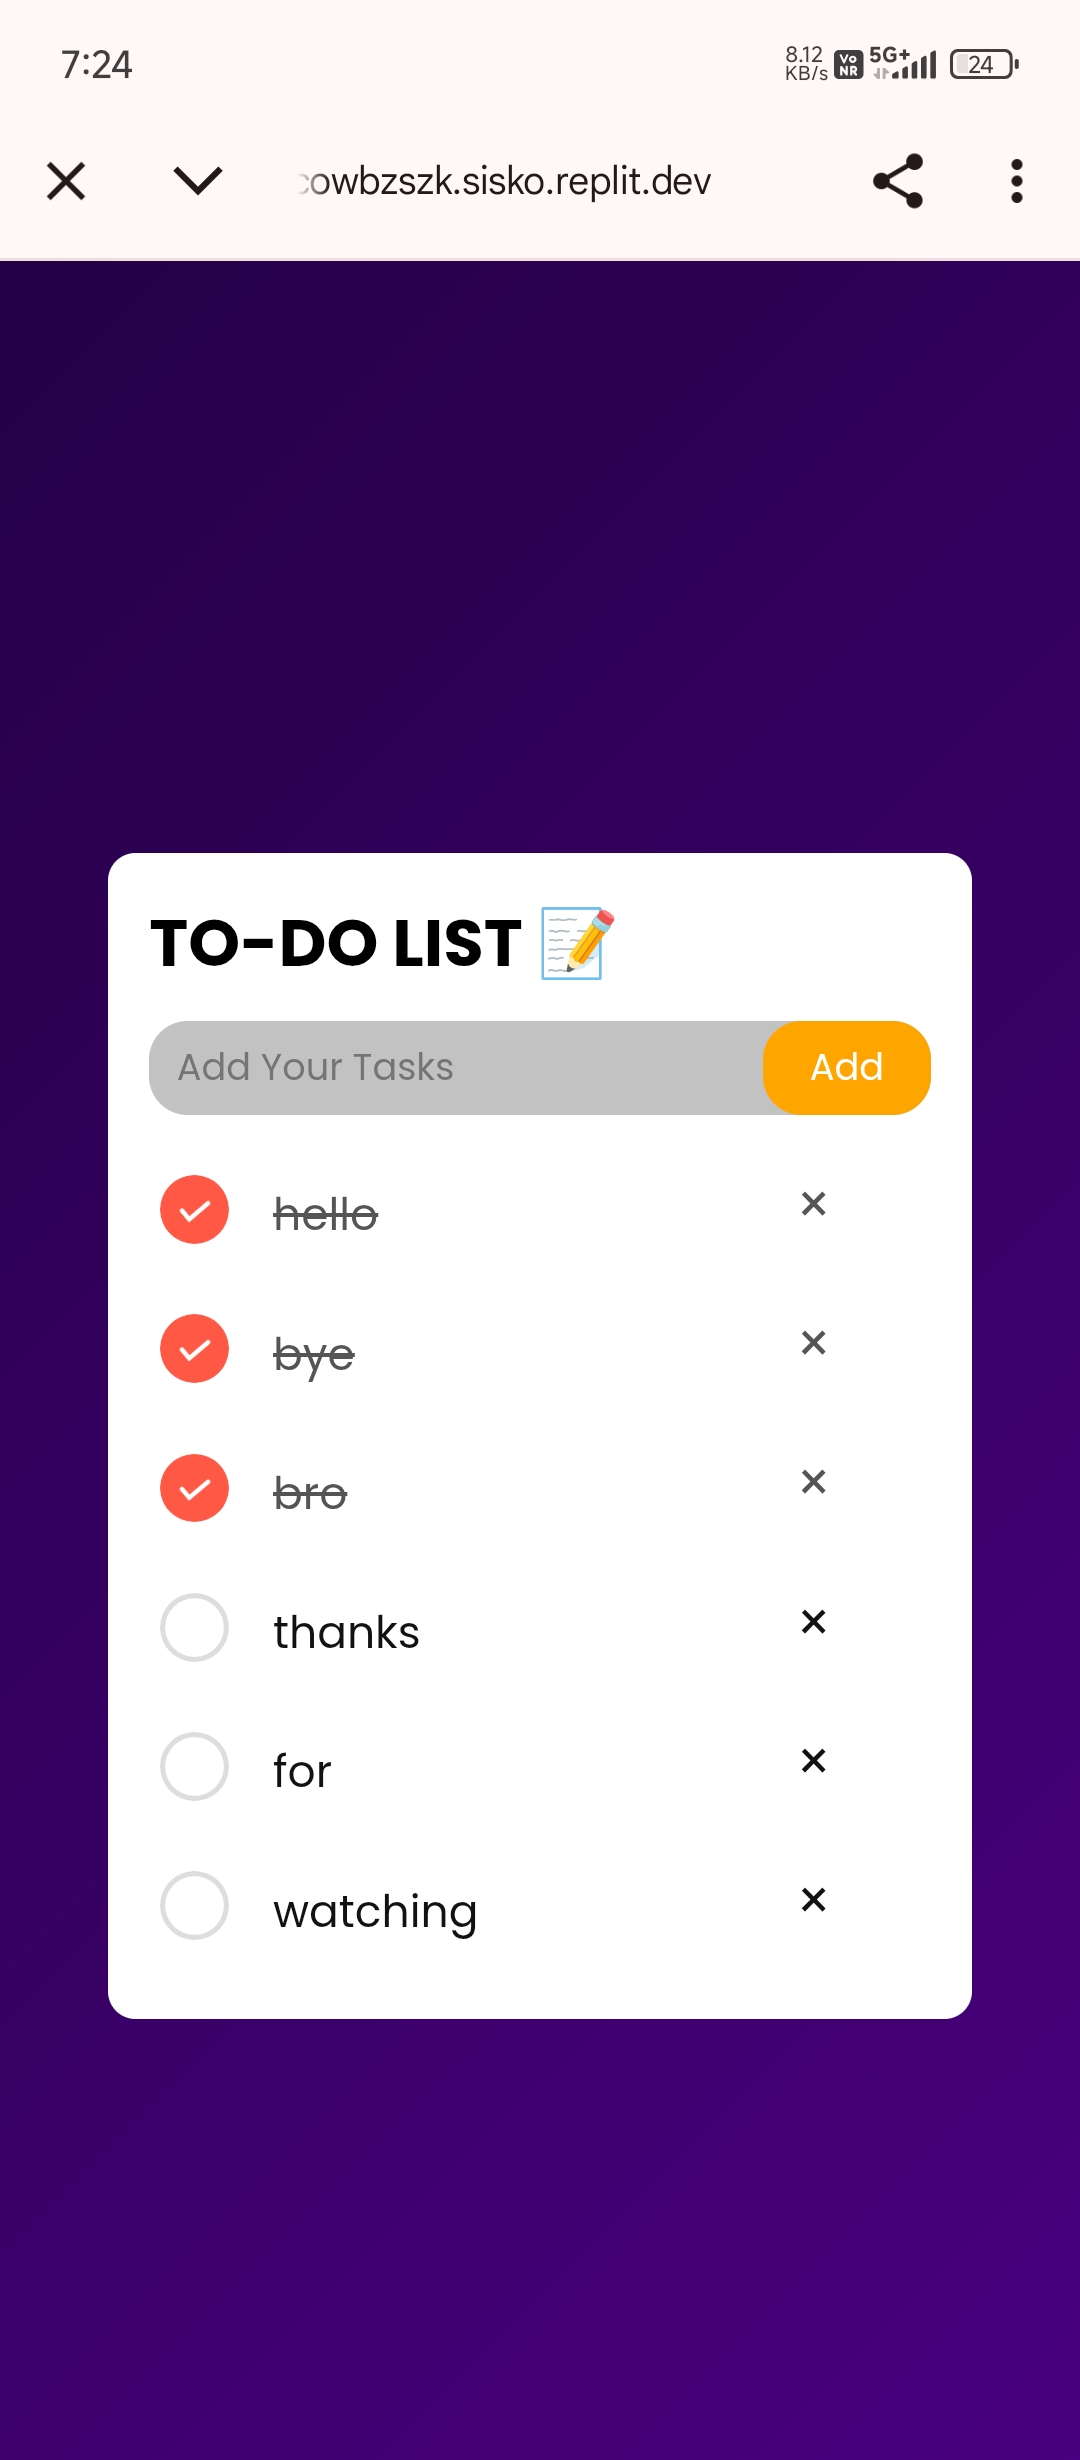 7:24
8.12 KB/s Vo NR 5G+ 24
owbzszk.sisko.replit.dev
TO-DO LIST
Add Your Tasks Add
hello ×
bye ×
bro ×
thanks ×
for ×
watching ×